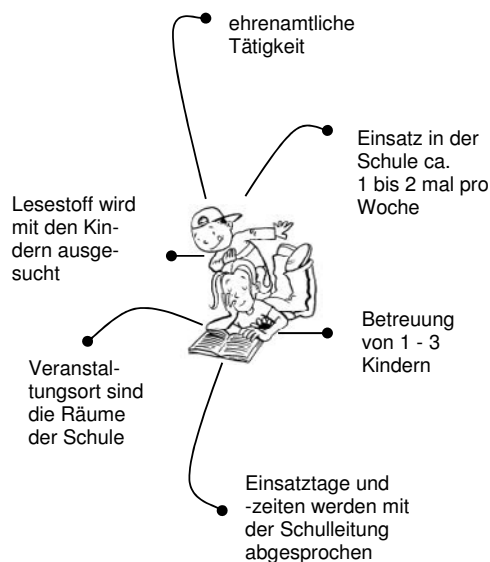 ehrenamtliche
Tätigkeit
Einsatz in der
Schule ca.
1 bis 2 mal pro
Woche
Lesestoff wird
mit den Kin-
dern ausge-
sucht
Betreuung
von 1 - 3
Kindern
Veranstal-
tungsort sind
die Räume
der Schule
Einsatztage und
-zeiten werden mit
der Schulleitung
abgesprochen